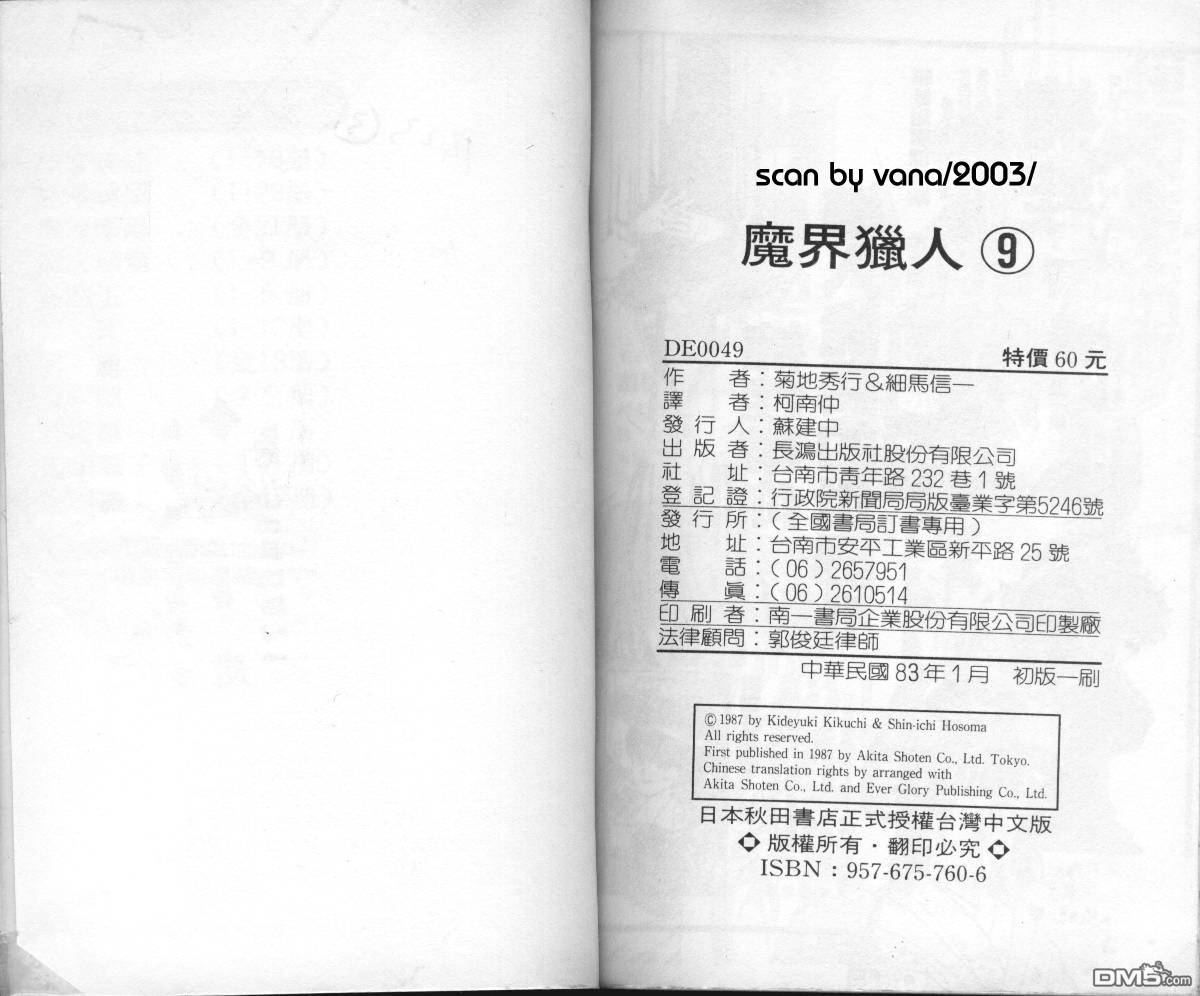 scan by vana/2003/
魔界獵人 ⑨
DE0049 特價 60 元
作者：菊地秀行＆細馬信一
譯者：柯南仲
發行人：蘇建中
出版者：長鴻出版社股份有限公司
社址：台南市青年路 232 巷 1 號
登記證：行政院新聞局局版臺業字第5246號
發行所：(全國書局訂書專用)
地址：台南市安平工業區新平路 25 號
電話：(06) 2657951
傳眞：(06) 2610514
印刷者：南一書局企業股份有限公司印製廠
法律顧問：郭俊廷律師
中華民國 83 年 1 月 初版一刷
©1987 by Kideyuki Kikuchi & Shin-ichi Hosoma
All rights reserved.
First published in 1987 by Akita Shoten Co., Ltd. Tokyo.
Chinese translation rights by arranged with
Akita Shoten Co., Ltd. and Ever Glory Publishing Co., Ltd.
日本秋田書店正式授權台灣中文版
版權所有・翻印必究
ISBN：957-675-760-6
DM5.com